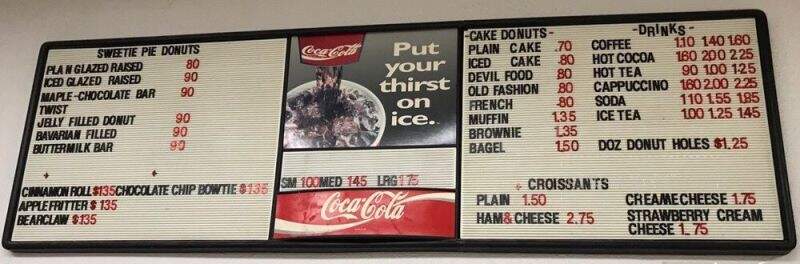 SWEETIE PIE DONUTS
PLA N GLAZED RAISED 80
ICED GLAZED RAISED 90
MAPLE-CHOCOLATE BAR 90
TWIST
JELLY FILLED DONUT 90
BAVARIAN FILLED 90
BUTTERMILK BAR 90
CINNAMON ROLL $135 CHOCOLATE CHIP BOWTIE $135
APPLE FRITTER $ 135
BEARCLAW $ 135
Coca-Cola
Put
your
thirst
on
ice.
SM 100 MED 145 LRG 175
Coca-Cola
-CAKE DONUTS-
PLAIN CAKE .70
ICED CAKE .80
DEVIL FOOD .80
OLD FASHION .80
FRENCH .80
MUFFIN 1.35
BROWNIE 1.35
BAGEL 1.50
-DRINKS-
COFFEE 1.10 1.40 1.60
HOT COCOA 1.60 2.00 2.25
HOT TEA .90 1.00 1.25
CAPPUCCINO 1.60 2.00 2.25
SODA 1.10 1.55 1.85
ICE TEA 1.00 1.25 1.45
DOZ DONUT HOLES $1.25
CROISSANTS
PLAIN 1.50
HAM & CHEESE 2.75
CREAME CHEESE 1.75
STRAWBERRY CREAM
CHEESE 1.75